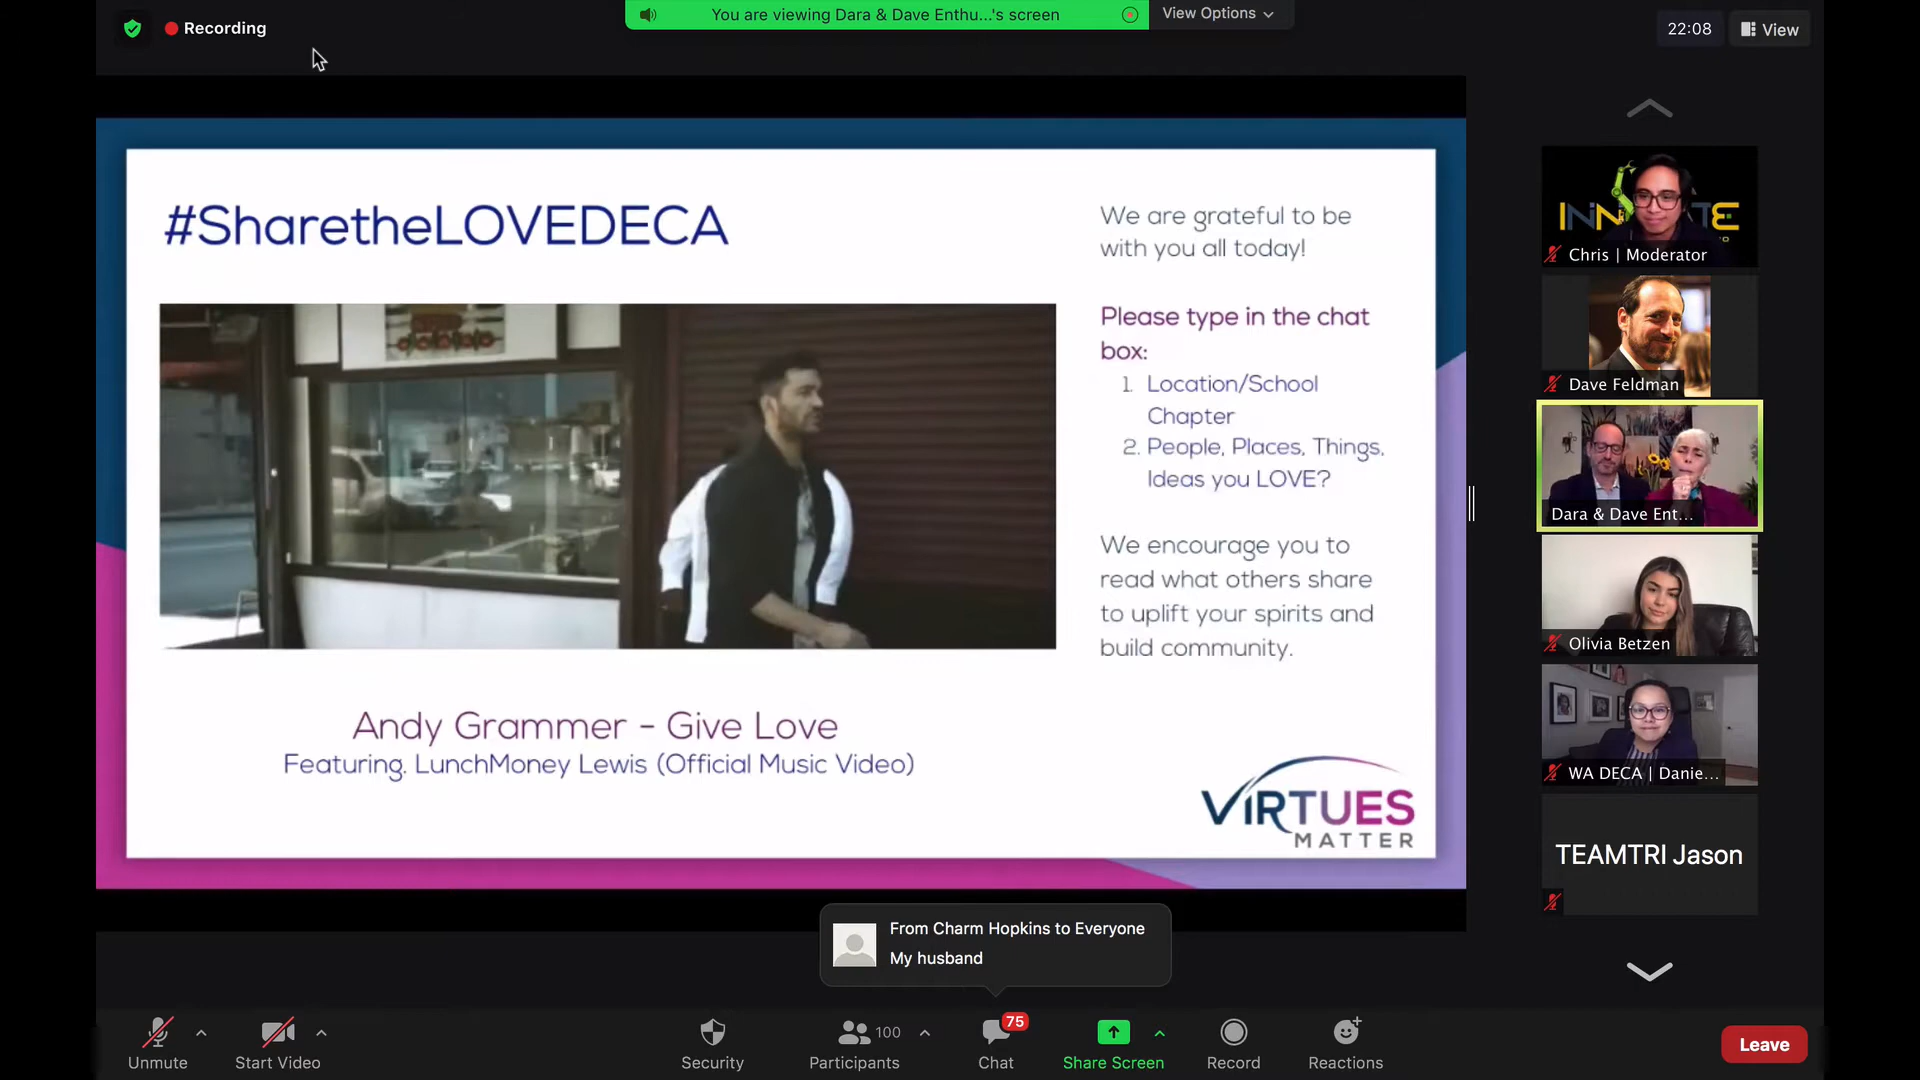 Recording
You are viewing Dara & Dave Enthu...'s screen
View Options
22:08
View
#SharetheLOVEDECA
We are grateful to be
with you all today!
Please type in the chat
box:
1. Location/School
Chapter
2. People, Places, Things,
Ideas you LOVE?
We encourage you to
read what others share
to uplift your spirits and
build community.
Andy Grammer - Give Love
Featuring. LunchMoney Lewis (Official Music Video)
VIRTUES
MATTER
Chris | Moderator
Dave Feldman
Dara & Dave Ent...
Olivia Betzen
WA DECA | Danie...
TEAMTRI Jason
From Charm Hopkins to Everyone
My husband
Unmute
Start Video
Security
100
Participants
75
Chat
Share Screen
Record
Reactions
Leave